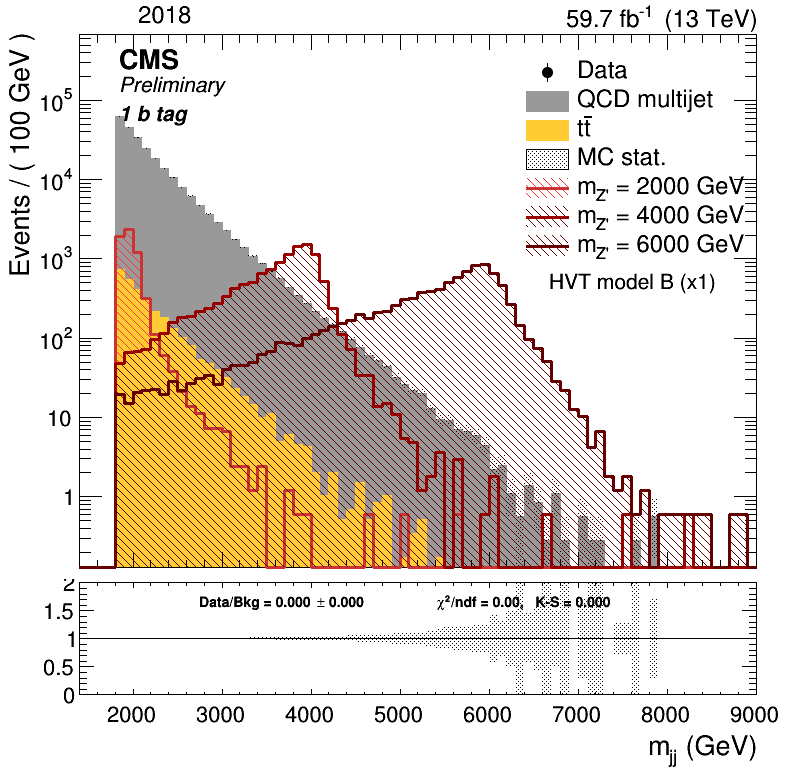 2018 59.7 fb⁻¹ (13 TeV)
CMS
Preliminary
1 b tag
Events / ( 100 GeV )
10⁵
10⁴
10³
10²
10
1
Data
QCD multijet
tt̄
MC stat.
m_Z' = 2000 GeV
m_Z' = 4000 GeV
m_Z' = 6000 GeV
HVT model B (x1)
2
1.5
1
0.5
0
Data/Bkg = 0.000 ± 0.000 χ²/ndf = 0.00, K-S = 0.000
2000 3000 4000 5000 6000 7000 8000 9000
m_jj (GeV)